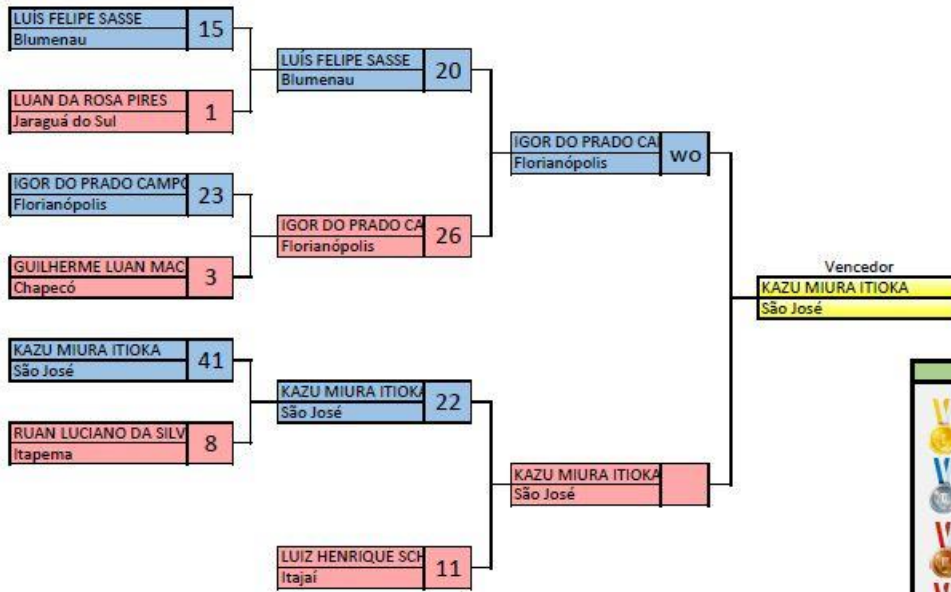 LUÍS FELIPE SASSE 15
Blumenau
LUAN DA ROSA PIRES 1
Jaraguá do Sul
IGOR DO PRADO CAMPO 23
Florianópolis
GUILHERME LUAN MAC 3
Chapecó
KAZU MIURA ITIOKA 41
São José
RUAN LUCIANO DA SILV 8
Itapema
LUÍS FELIPE SASSE 20
Blumenau
IGOR DO PRADO CA 26
Florianópolis
KAZU MIURA ITIOKA 22
São José
LUIZ HENRIQUE SCH 11
Itajaí
IGOR DO PRADO CA WO
Florianópolis
KAZU MIURA ITIOKA
São José
Vencedor
KAZU MIURA ITIOKA
São José